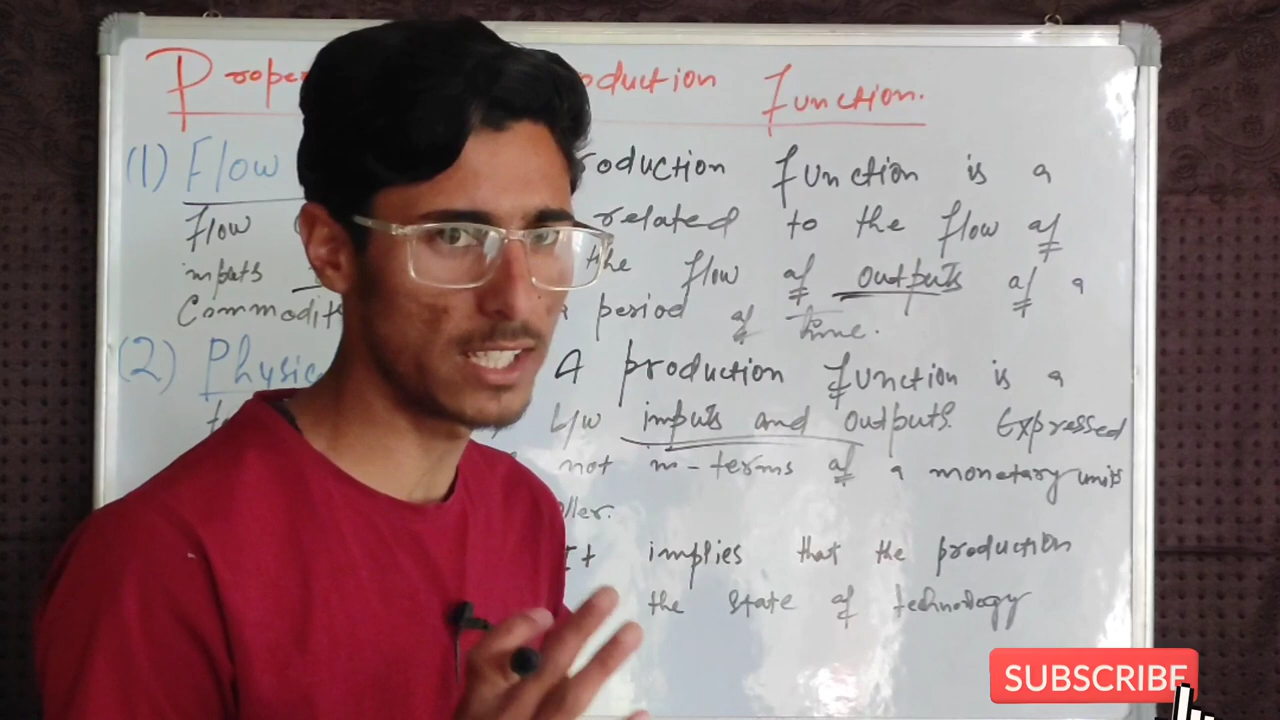 Proper oduction Function.
(1) Flow roduction function is a
flow related to the flow of
inputs the flow of outputs of a
Commodit period of time.
(2) Physic A production function is a
b/w inputs and outputs. Expressed
not in-terms of a monetary units
It implies that the production
the state of technology
SUBSCRIBE